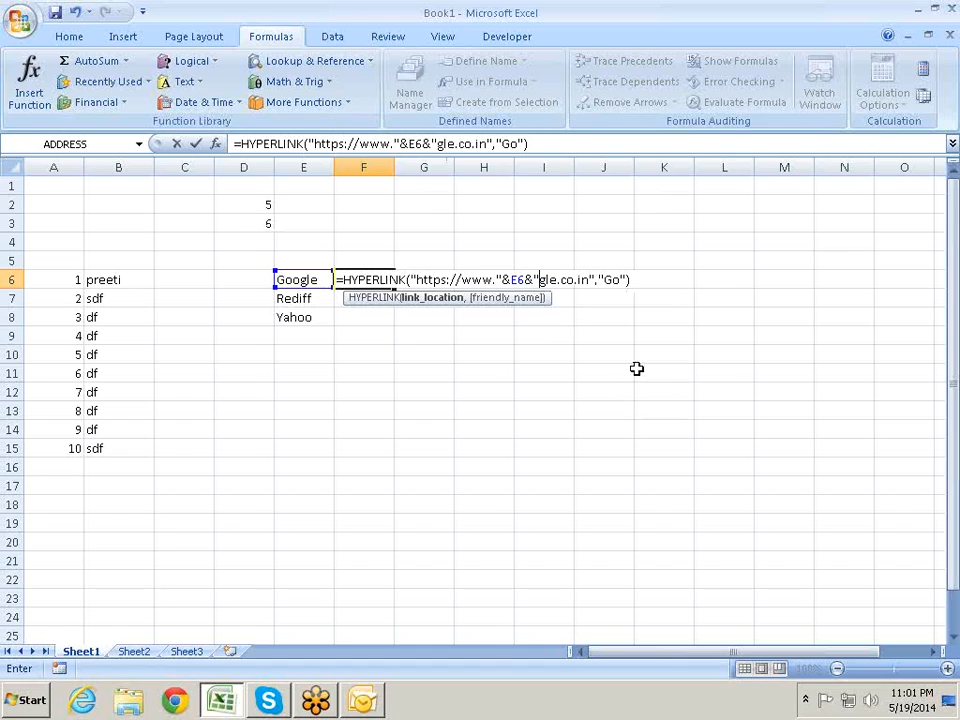 Book1 - Microsoft Excel
Home Insert Page Layout Formulas Data Review View Developer
Insert Function
AutoSum
Recently Used
Financial
Logical
Text
Date & Time
Lookup & Reference
Math & Trig
More Functions
Function Library
Name Manager
Define Name
Use in Formula
Create from Selection
Defined Names
Trace Precedents
Trace Dependents
Remove Arrows
Show Formulas
Error Checking
Evaluate Formula
Formula Auditing
Watch Window
Calculation Options
Calculation
ADDRESS fx =HYPERLINK("https://www."&E6&"gle.co.in","Go")
A B C D E F G H I J K L M N O
1
2 5
3 6
4
5
6 1 preeti Google =HYPERLINK("https://www."&E6&"gle.co.in","Go")
7 2 sdf Rediff HYPERLINK(link_location, [friendly_name])
8 3 df Yahoo
9 4 df
10 5 df
11 6 df
12 7 df
13 8 df
14 9 df
15 10 sdf
16
17
18
19
20
21
22
23
24
25
Sheet1 Sheet2 Sheet3
Enter 100%
Start 11:01 PM
5/19/2014